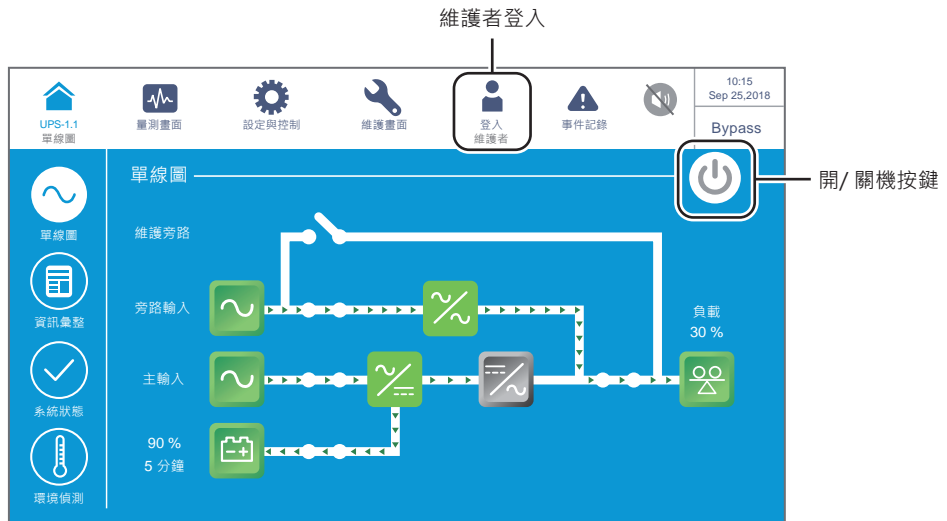 維護者登入
UPS-1.1
單線圖
量測畫面
設定與控制
維護畫面
登入
維護者
事件記錄
10:15
Sep 25,2018
Bypass
單線圖
開/ 關機按鍵
單線圖
資訊彙整
系統狀態
環境偵測
維護旁路
旁路輸入
主輸入
90 %
5 分鐘
負載
30 %